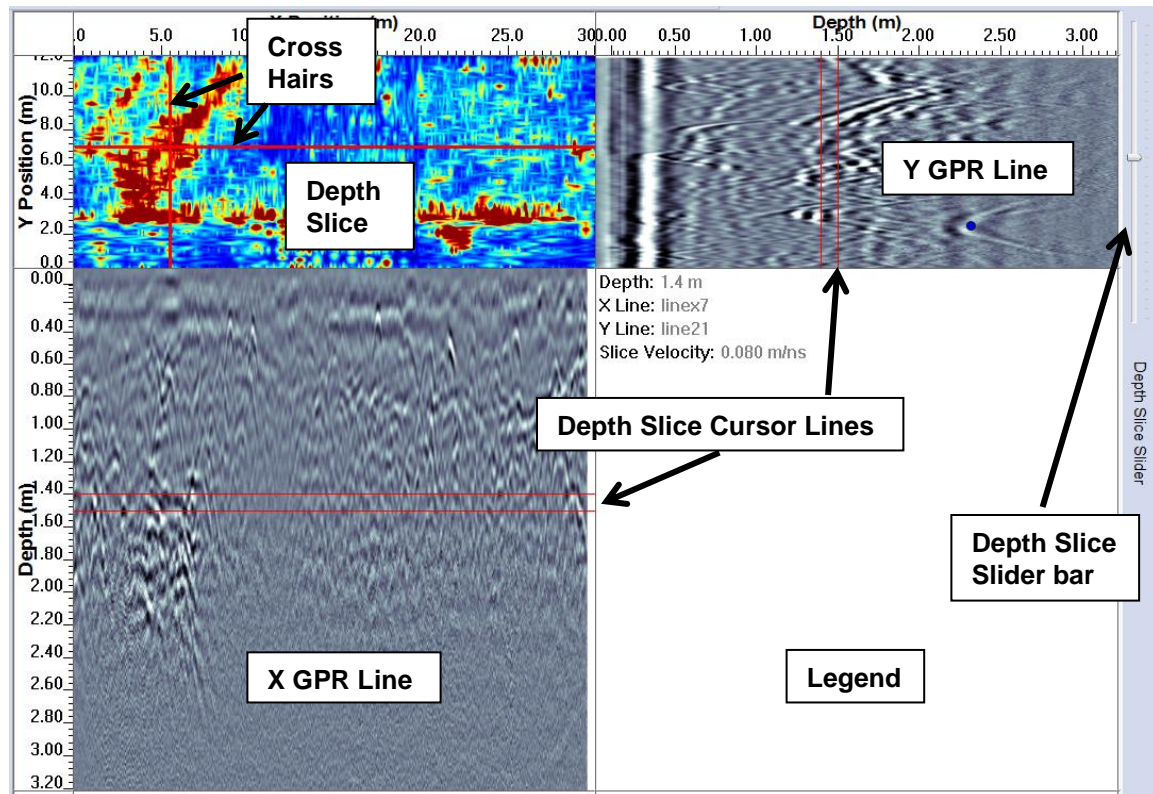 X Position (m)
Depth (m)
.0 5.0 10 20.0 25.0 30
0.00 0.50 1.00 1.50 2.00 2.50 3.00
Cross
Hairs
Y Position (m)
12.0
10.0
8.0
6.0
4.0
2.0
0.0
Depth
Slice
Y GPR Line
Depth: 1.4 m
X Line: linex7
Y Line: line21
Slice Velocity: 0.080 m/ns
Depth (m)
0.00
0.40
0.60
0.80
1.00
1.20
1.40
1.60
1.80
2.00
2.20
2.40
2.60
2.80
3.00
3.20
Depth Slice Cursor Lines
Depth Slice Slider
Depth Slice
Slider bar
X GPR Line
Legend